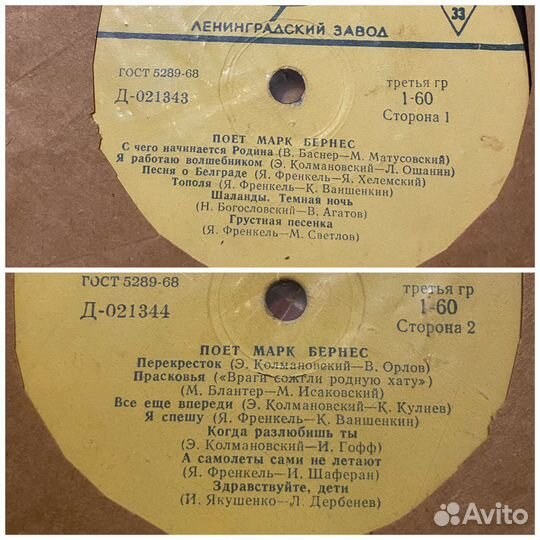 ЛЕНИНГРАДСКИЙ ЗАВОД
33
ГОСТ 5289-68
третья гр
Д-021343
1-60
Сторона 1
ПОЕТ МАРК БЕРНЕС
С чего начинается Родина (В. Баснер—М. Матусовский)
Я работаю волшебником (Э. Колмановский—Л. Ошанин)
Песня о Белграде (Я. Френкель—Я. Хелемский)
Тополя (Я. Френкель—К. Ваншенкин)
Шаланды. Темная ночь
(Н. Богословский—В. Агатов)
Грустная песенка
(Я. Френкель—М. Светлов)
ГОСТ 5289-68
третья гр
Д-021344
1-60
Сторона 2
ПОЕТ МАРК БЕРНЕС
Перекресток (Э. Колмановский—В. Орлов)
Прасковья («Враги сожгли родную хату»)
(М. Блантер—М. Исаковский)
Все еще впереди (Э. Колмановский—К. Кулиев)
Я спешу (Я. Френкель—К. Ваншенкин)
Когда разлюбишь ты
(Э. Колмановский—И. Гофф)
А самолеты сами не летают
(Я. Френкель—И. Шаферан)
Здравствуйте, дети
(И. Якушенко—Л. Дербенев)
Avito